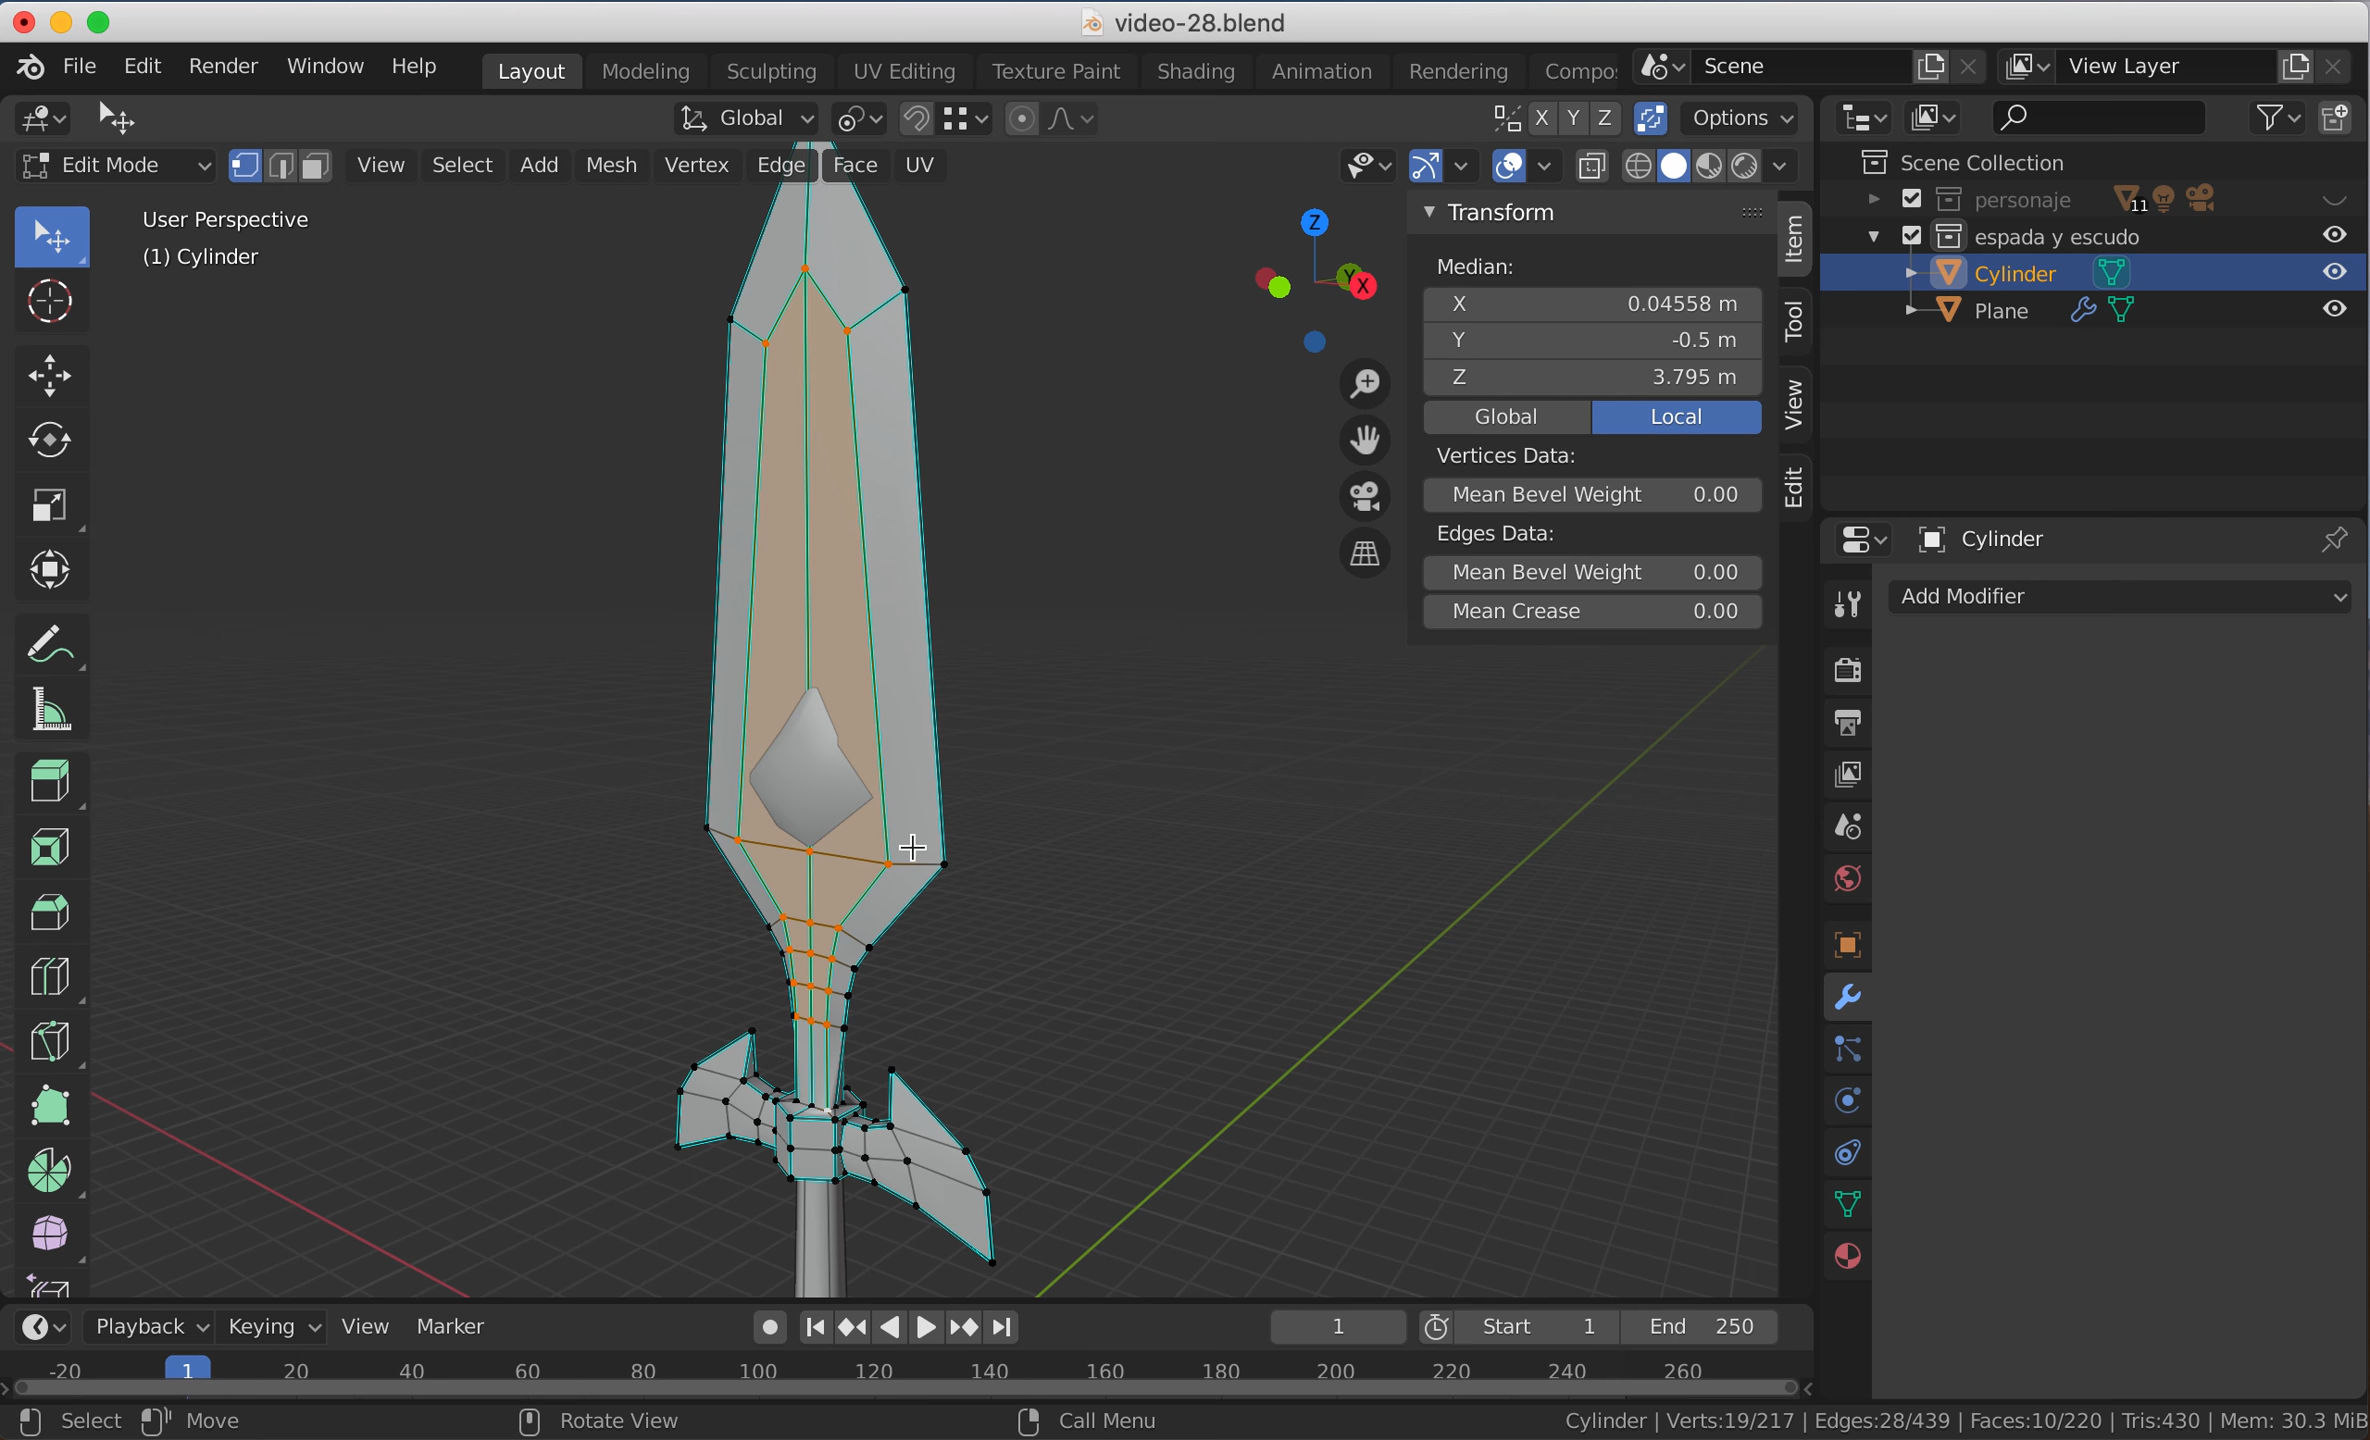 video-28.blend
File Edit Render Window Help Layout Modeling Sculpting UV Editing Texture Paint Shading Animation Rendering Compos Scene View Layer
Global X Y Z Options
Edit Mode View Select Add Mesh Vertex Edge Face UV
User Perspective
(1) Cylinder
Z
Y
X
Transform
Median:
X 0.04558 m
Y -0.5 m
Z 3.795 m
Global Local
Vertices Data:
Mean Bevel Weight 0.00
Edges Data:
Mean Bevel Weight 0.00
Mean Crease 0.00
Item
Tool
View
Edit
Scene Collection
personaje 11
espada y escudo
Cylinder
Plane
Cylinder
Add Modifier
Playback Keying View Marker 1 Start 1 End 250
-20 1 20 40 60 80 100 120 140 160 180 200 220 240 260
Select Move Rotate View Call Menu Cylinder | Verts:19/217 | Edges:28/439 | Faces:10/220 | Tris:430 | Mem: 30.3 MiB